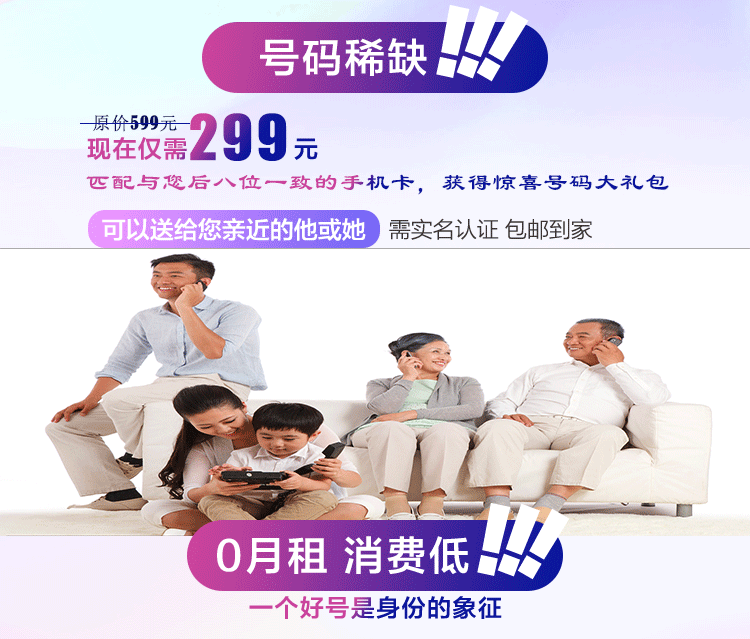 号码稀缺!!!
原价599元
现在仅需299元
匹配与您后八位一致的手机卡，获得惊喜号码大礼包
可以送给您亲近的他或她 需实名认证 包邮到家
0月租 消费低!!!
一个好号是身份的象征